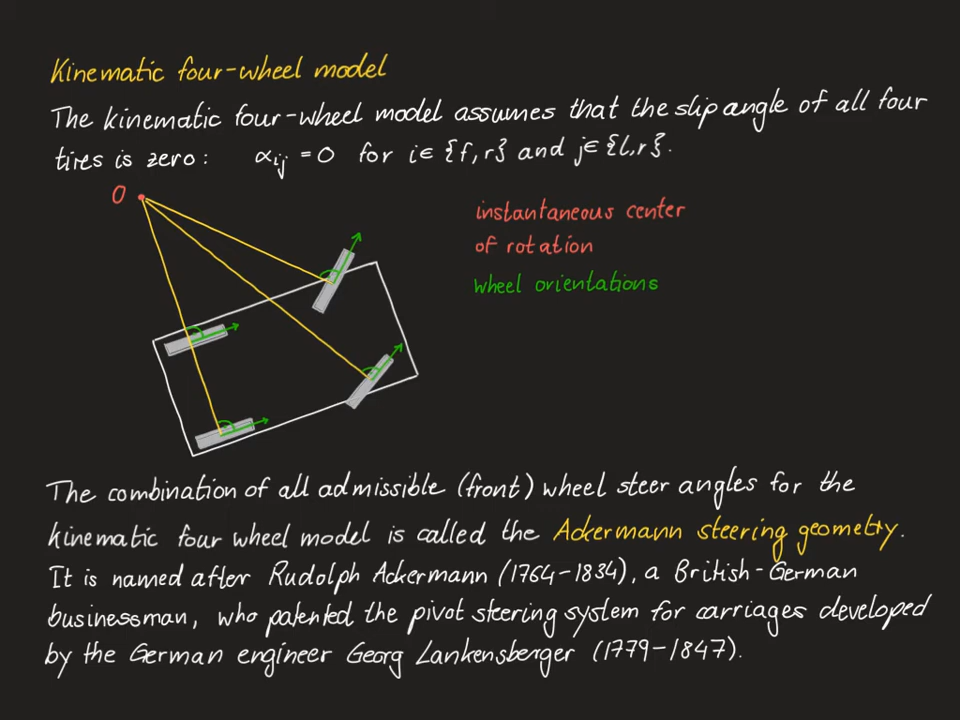 Kinematic four-wheel model
The kinematic four-wheel model assumes that the slip angle of all four
tires is zero: αij = 0 for i∈ {f,r} and j∈ {l,r}.
O
instantaneous center
of rotation
wheel orientations
The combination of all admissible (front) wheel steer angles for the
kinematic four wheel model is called the Ackermann steering geometry.
It is named after Rudolph Ackermann (1764-1834), a British-German
businessman, who patented the pivot steering system for carriages developed
by the German engineer Georg Lankensberger (1779-1847).